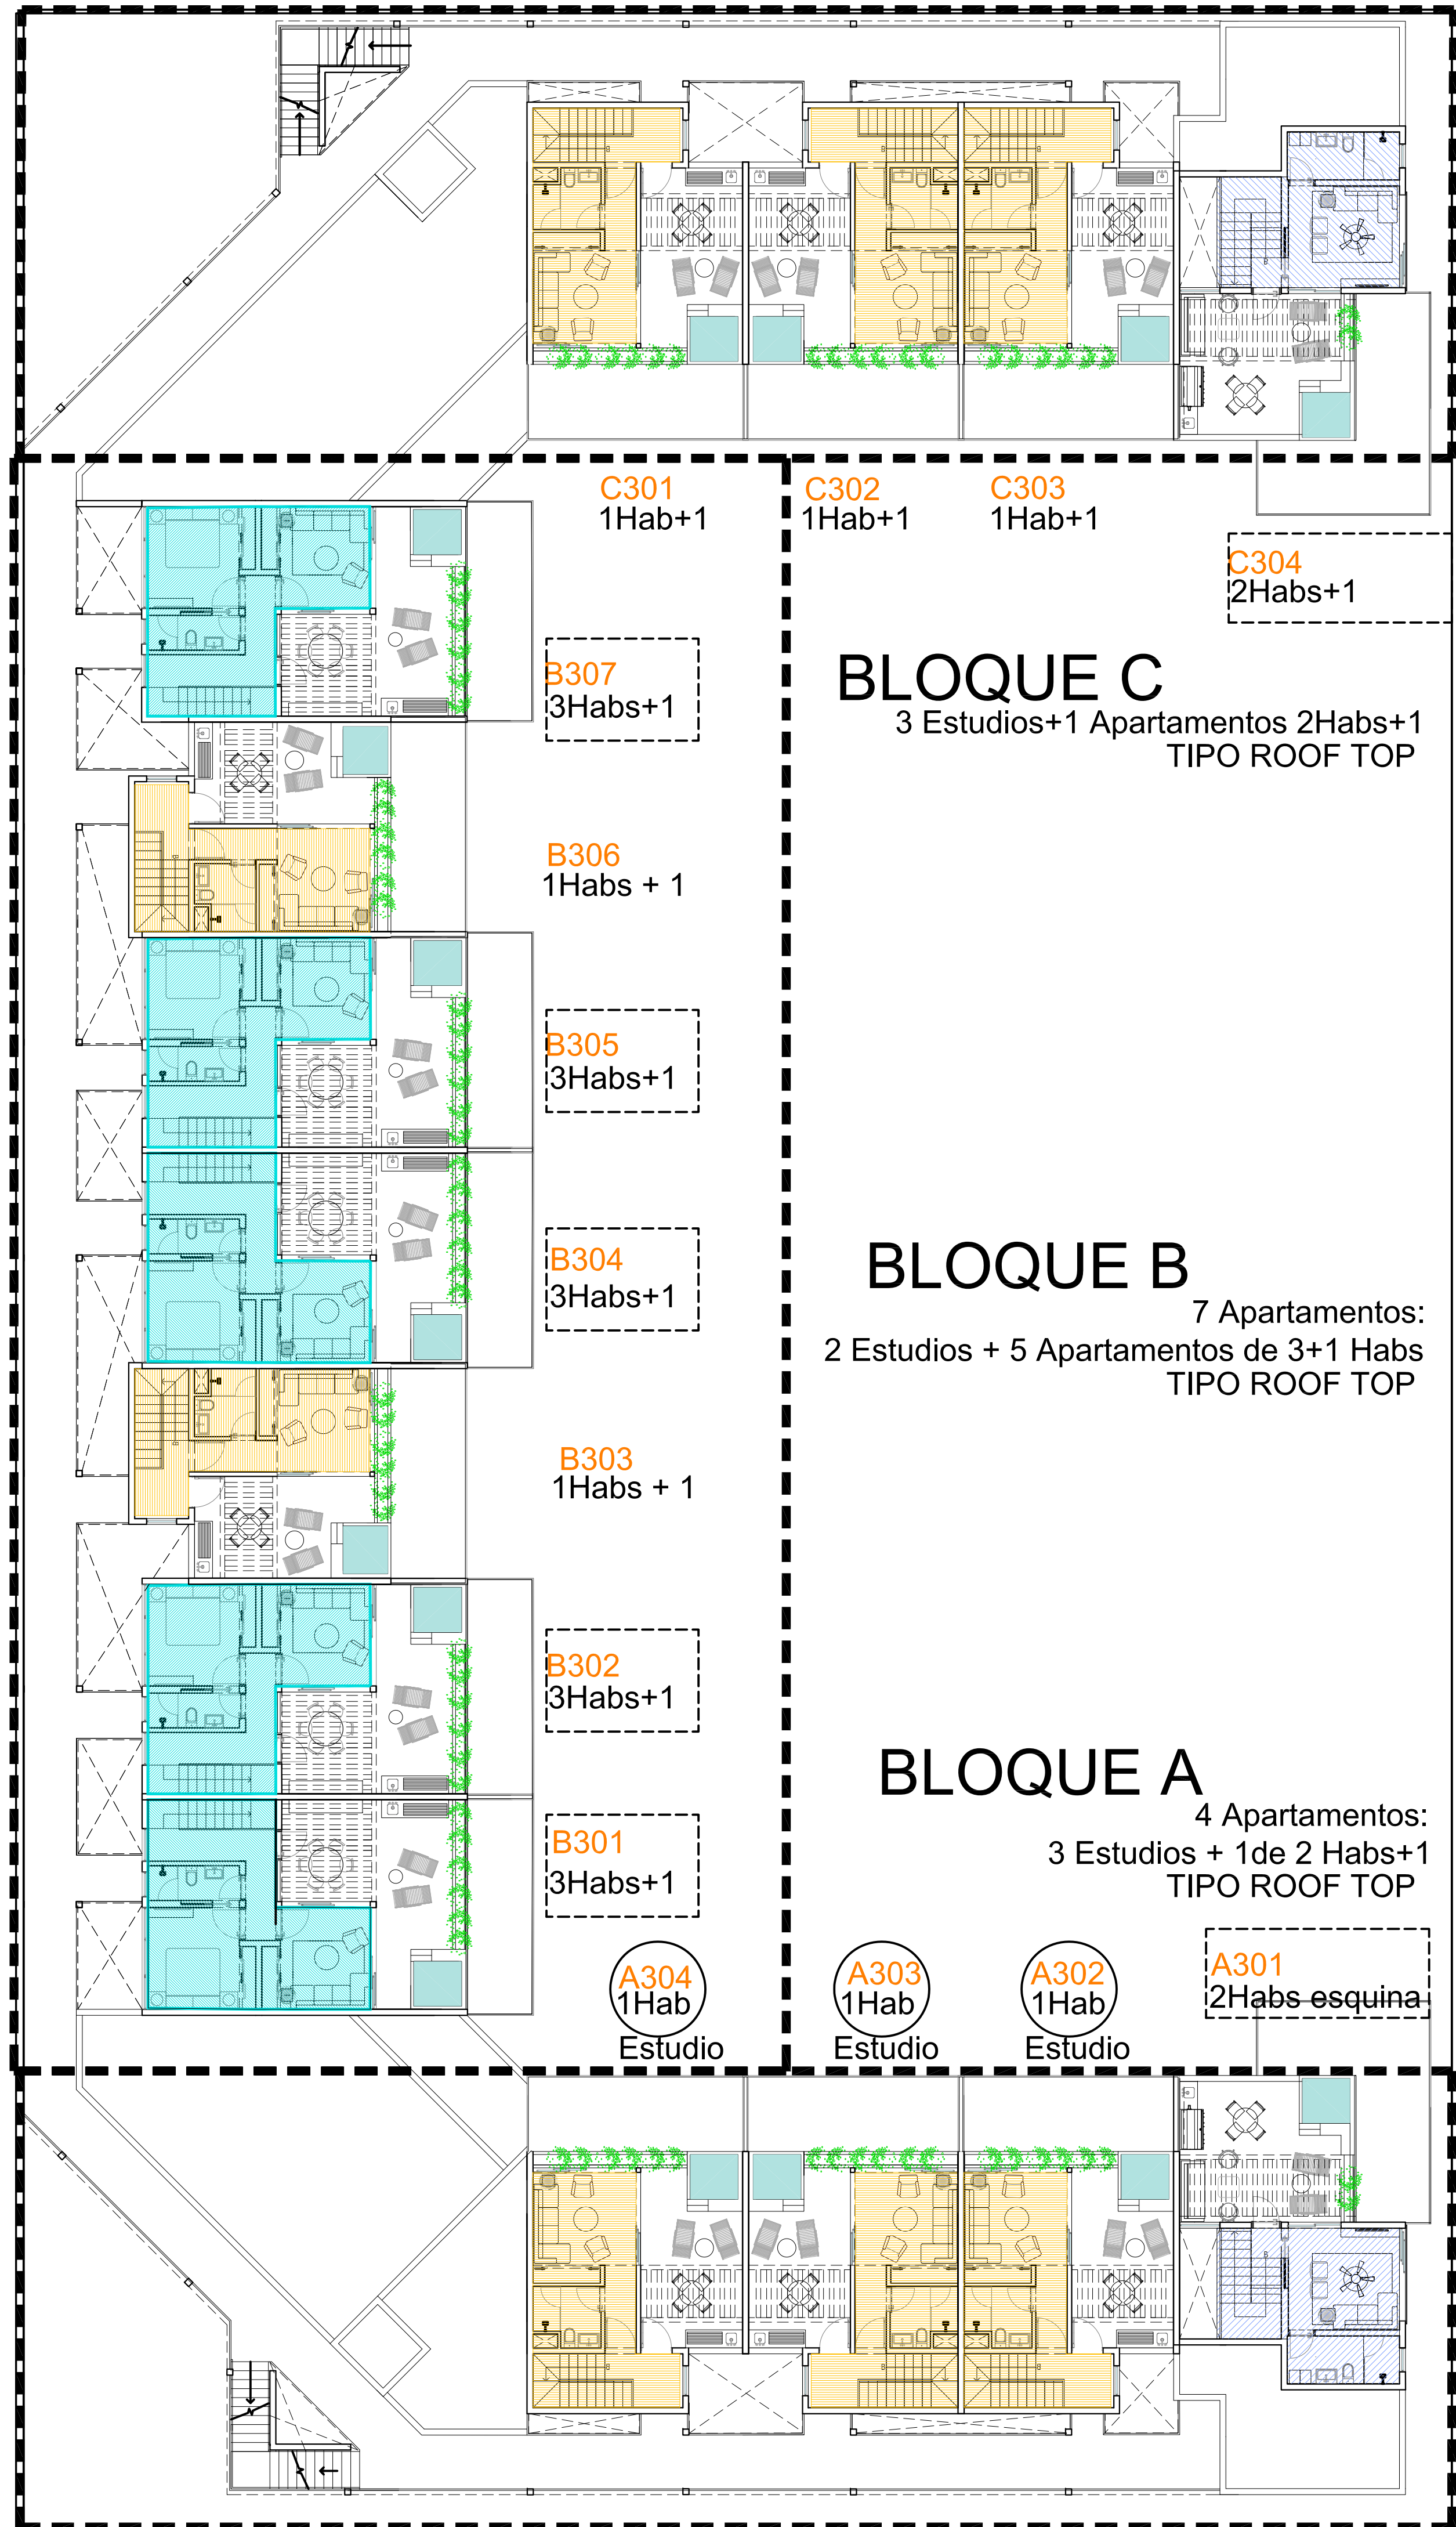 C301
1Hab+1
C302
1Hab+1
C303
1Hab+1
C304
2Habs+1
BLOQUE C
3 Estudios+1 Apartamentos 2Habs+1
TIPO ROOF TOP
B307
3Habs+1
B306
1Habs + 1
B305
3Habs+1
BLOQUE B
7 Apartamentos:
2 Estudios + 5 Apartamentos de 3+1 Habs
TIPO ROOF TOP
B304
3Habs+1
B303
1Habs + 1
B302
3Habs+1
BLOQUE A
4 Apartamentos:
3 Estudios + 1de 2 Habs+1
TIPO ROOF TOP
B301
3Habs+1
A304
1Hab
Estudio
A303
1Hab
Estudio
A302
1Hab
Estudio
A301
2Habs esquina